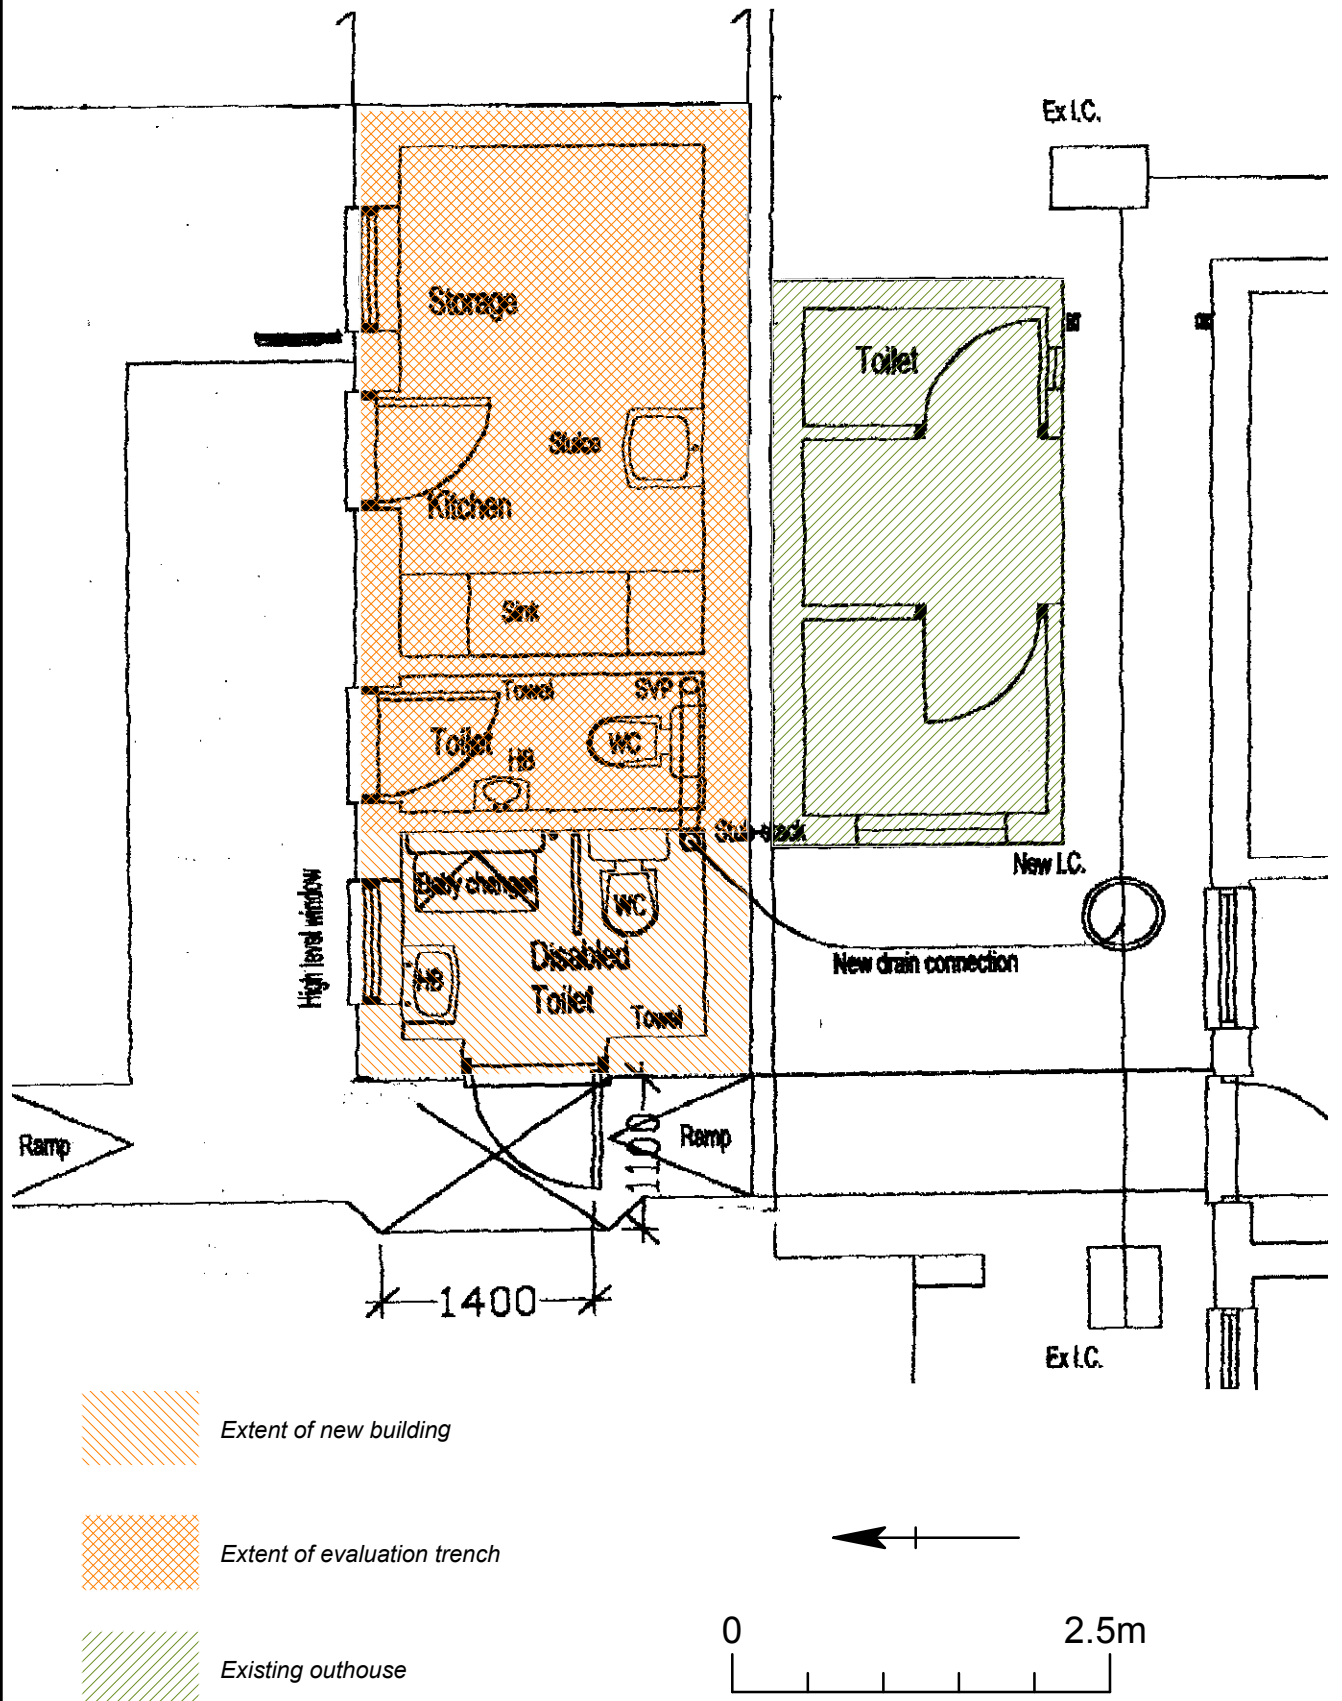 Ex I.C.
Storage
Toilet
Sluice
Kitchen
Sink
Towel
SVP
Toilet
WC
HB
Stub-stack
New I.C.
Baby changer
High level window
WC
HB
Disabled
Toilet
New drain connection
Towel
Ramp
Ramp
1100
1400
Ex I.C.
Extent of new building
Extent of evaluation trench
Existing outhouse
0
2.5m